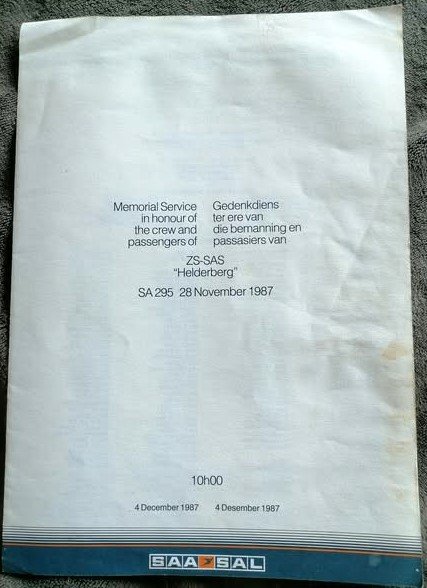 Memorial Service
in honour of
the crew and
passengers of
Gedenkdiens
ter ere van
die bemanning en
passasiers van
ZS-SAS
“Helderberg”
SA 295 28 November 1987
10h00
4 December 1987 4 Desember 1987
SAA SAL